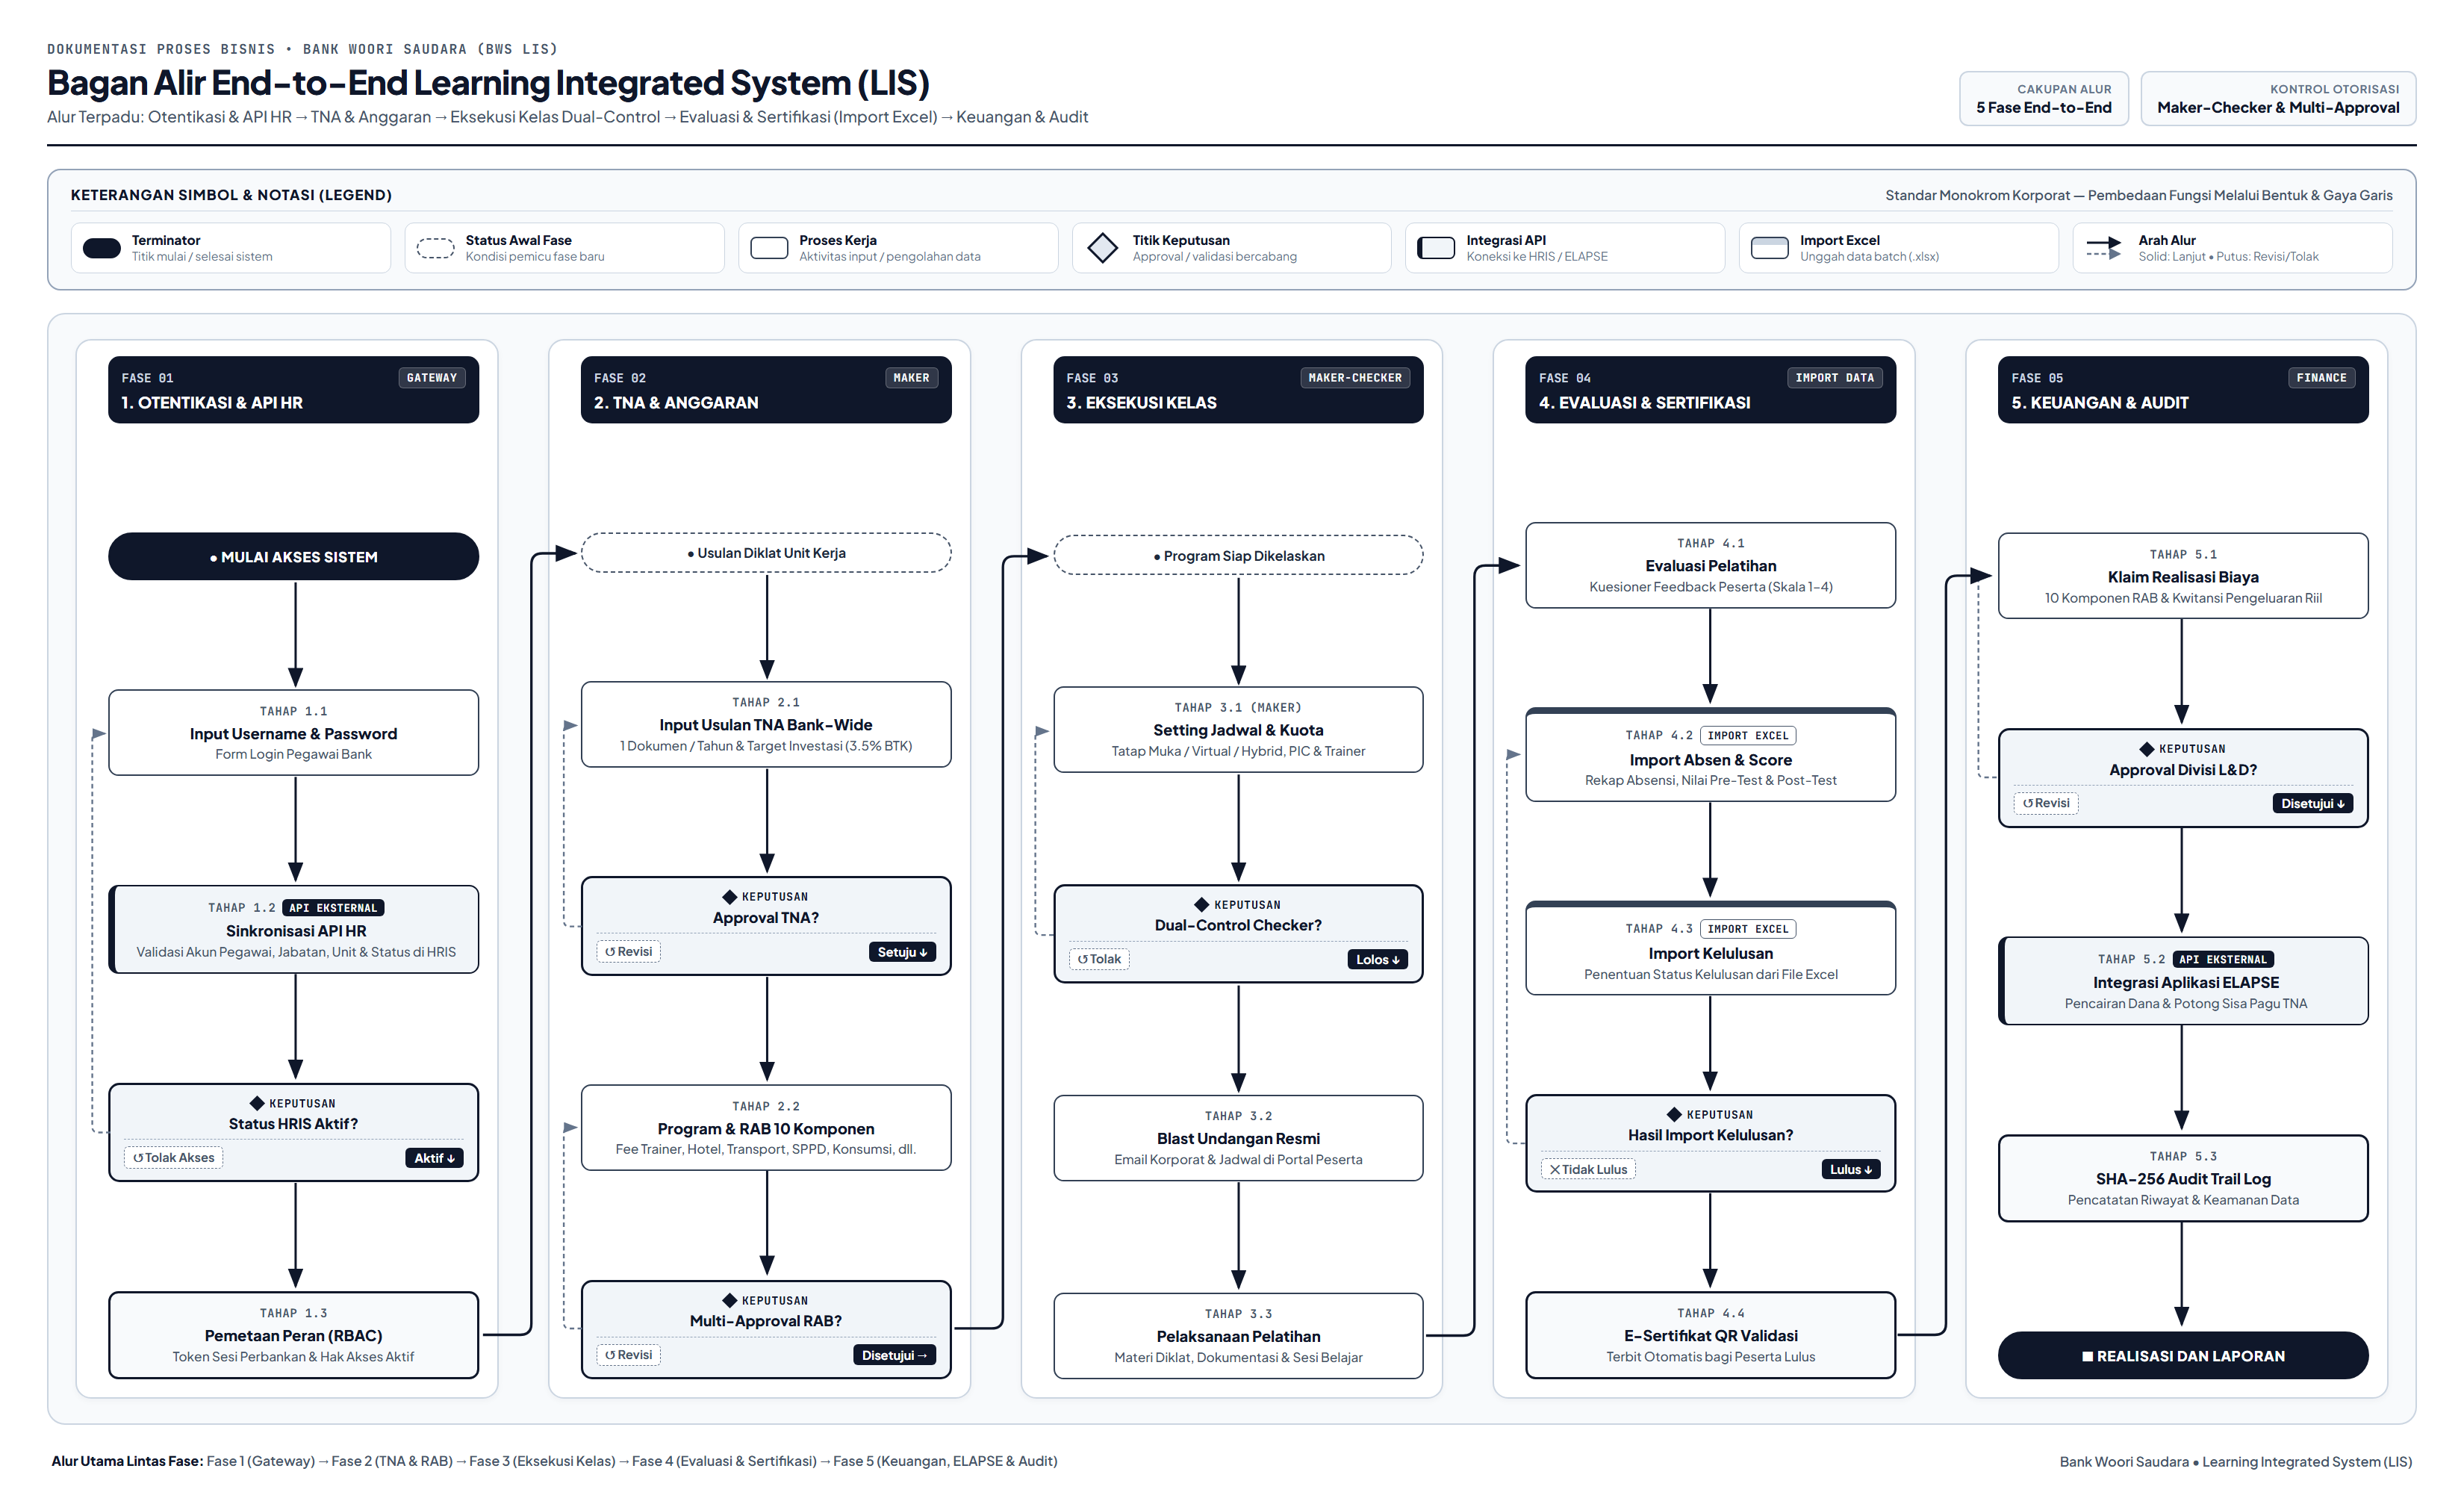 DOKUMENTASI PROSES BISNIS • BANK WOORI SAUDARA (BWS LIS)
Bagan Alir End-to-End Learning Integrated System (LIS)
Alur Terpadu: Otentikasi & API HR → TNA & Anggaran → Eksekusi Kelas Dual-Control → Evaluasi & Sertifikasi (Import Excel) → Keuangan & Audit
CAKUPAN ALUR
5 Fase End-to-End
KONTROL OTORISASI
Maker-Checker & Multi-Approval
KETERANGAN SIMBOL & NOTASI (LEGEND)
Standar Monokrom Korporat — Pembedaan Fungsi Melalui Bentuk & Gaya Garis
Terminator
Titik mulai / selesai sistem
Status Awal Fase
Kondisi pemicu fase baru
Proses Kerja
Aktivitas input / pengolahan data
Titik Keputusan
Approval / validasi bercabang
Integrasi API
Koneksi ke HRIS / ELAPSE
Import Excel
Unggah data batch (.xlsx)
Arah Alur
Solid: Lanjut • Putus: Revisi/Tolak
FASE 01
GATEWAY
1. OTENTIKASI & API HR
● MULAI AKSES SISTEM
TAHAP 1.1
Input Username & Password
Form Login Pegawai Bank
TAHAP 1.2 API EKSTERNAL
Sinkronisasi API HR
Validasi Akun Pegawai, Jabatan, Unit & Status di HRIS
◆ KEPUTUSAN
Status HRIS Aktif?
↺ Tolak Akses
Aktif ↓
TAHAP 1.3
Pemetaan Peran (RBAC)
Token Sesi Perbankan & Hak Akses Aktif
FASE 02
MAKER
2. TNA & ANGGARAN
● Usulan Diklat Unit Kerja
TAHAP 2.1
Input Usulan TNA Bank-Wide
1 Dokumen / Tahun & Target Investasi (3.5% BTK)
◆ KEPUTUSAN
Approval TNA?
↺ Revisi
Setuju ↓
TAHAP 2.2
Program & RAB 10 Komponen
Fee Trainer, Hotel, Transport, SPPD, Konsumsi, dll.
◆ KEPUTUSAN
Multi-Approval RAB?
↺ Revisi
Disetujui →
FASE 03
MAKER-CHECKER
3. EKSEKUSI KELAS
● Program Siap Dikelaskan
TAHAP 3.1 (MAKER)
Setting Jadwal & Kuota
Tatap Muka / Virtual / Hybrid, PIC & Trainer
◆ KEPUTUSAN
Dual-Control Checker?
↺ Tolak
Lolos ↓
TAHAP 3.2
Blast Undangan Resmi
Email Korporat & Jadwal di Portal Peserta
TAHAP 3.3
Pelaksanaan Pelatihan
Materi Diklat, Dokumentasi & Sesi Belajar
FASE 04
IMPORT DATA
4. EVALUASI & SERTIFIKASI
TAHAP 4.1
Evaluasi Pelatihan
Kuesioner Feedback Peserta (Skala 1–4)
TAHAP 4.2 IMPORT EXCEL
Import Absen & Score
Rekap Absensi, Nilai Pre-Test & Post-Test
TAHAP 4.3 IMPORT EXCEL
Import Kelulusan
Penentuan Status Kelulusan dari File Excel
◆ KEPUTUSAN
Hasil Import Kelulusan?
✕ Tidak Lulus
Lulus ↓
TAHAP 4.4
E-Sertifikat QR Validasi
Terbit Otomatis bagi Peserta Lulus
FASE 05
FINANCE
5. KEUANGAN & AUDIT
TAHAP 5.1
Klaim Realisasi Biaya
10 Komponen RAB & Kwitansi Pengeluaran Riil
◆ KEPUTUSAN
Approval Divisi L&D?
↺ Revisi
Disetujui ↓
TAHAP 5.2 API EKSTERNAL
Integrasi Aplikasi ELAPSE
Pencairan Dana & Potong Sisa Pagu TNA
TAHAP 5.3
SHA-256 Audit Trail Log
Pencatatan Riwayat & Keamanan Data
■ REALISASI DAN LAPORAN
Alur Utama Lintas Fase: Fase 1 (Gateway) → Fase 2 (TNA & RAB) → Fase 3 (Eksekusi Kelas) → Fase 4 (Evaluasi & Sertifikasi) → Fase 5 (Keuangan, ELAPSE & Audit)
Bank Woori Saudara • Learning Integrated System (LIS)